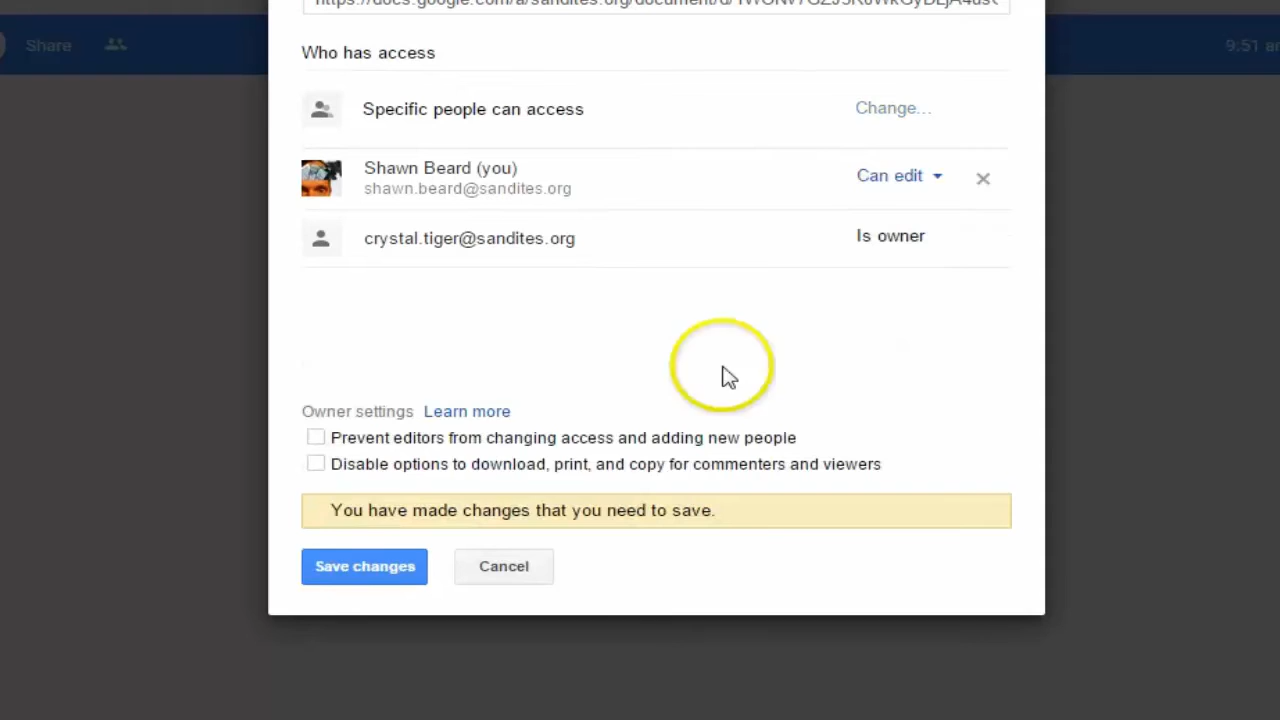 Share
9:51 a
Who has access
Specific people can access
Change...
Shawn Beard (you)
shawn.beard@sandites.org
Can edit
crystal.tiger@sandites.org
Is owner
Owner settings Learn more
Prevent editors from changing access and adding new people
Disable options to download, print, and copy for commenters and viewers
You have made changes that you need to save.
Save changes
Cancel